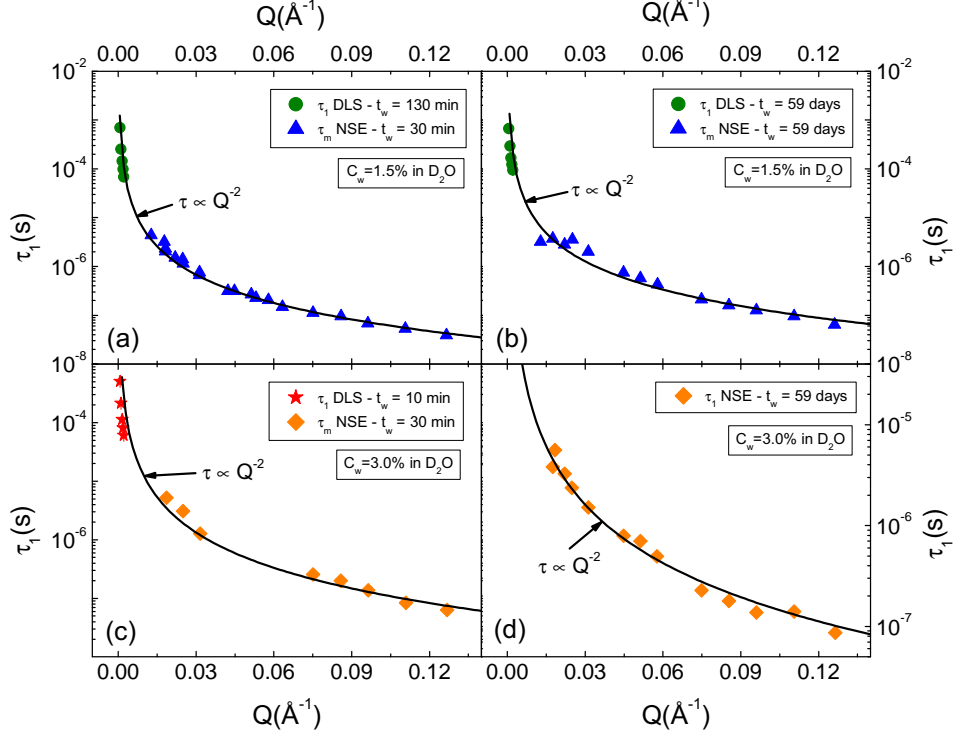 Q(Å⁻¹) Q(Å⁻¹)
0.00 0.03 0.06 0.09 0.12 0.00 0.03 0.06 0.09 0.12
10⁻² 10⁻²
τ₁ DLS - t_w = 130 min
τ_m NSE - t_w = 30 min
C_w=1.5% in D₂O
τ₁ DLS - t_w = 59 days
τ_m NSE - t_w = 59 days
C_w=1.5% in D₂O
10⁻⁴ 10⁻⁴
τ ∝ Q⁻² τ ∝ Q⁻²
τ₁(s) τ₁(s)
10⁻⁶ 10⁻⁶
(a) (b)
10⁻⁸ 10⁻⁸
τ₁ DLS - t_w = 10 min
τ_m NSE - t_w = 30 min
C_w=3.0% in D₂O
τ₁ NSE - t_w = 59 days
C_w=3.0% in D₂O
10⁻⁴ 10⁻⁵
τ ∝ Q⁻²
τ₁(s) τ₁(s)
10⁻⁶ 10⁻⁶
τ ∝ Q⁻²
10⁻⁷
(c) (d)
0.00 0.03 0.06 0.09 0.12 0.00 0.03 0.06 0.09 0.12
Q(Å⁻¹) Q(Å⁻¹)